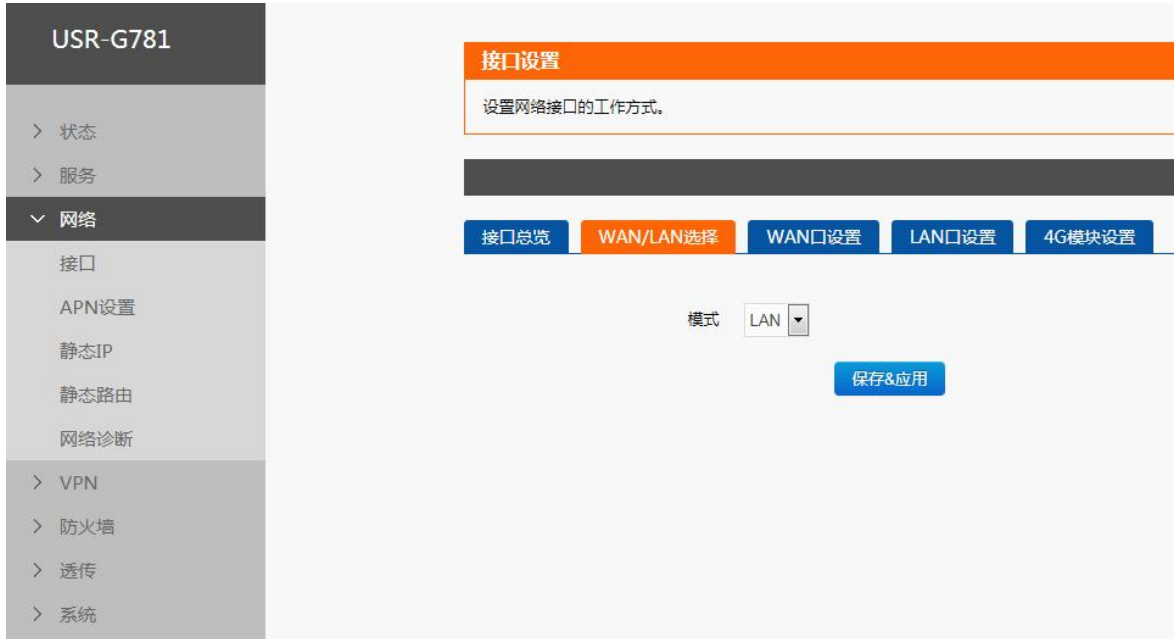 USR-G781
状态
服务
网络
接口
APN设置
静态IP
静态路由
网络诊断
VPN
防火墙
透传
系统
接口设置
设置网络接口的工作方式。
接口总览 WAN/LAN选择 WAN口设置 LAN口设置 4G模块设置
模式 LAN
保存&应用